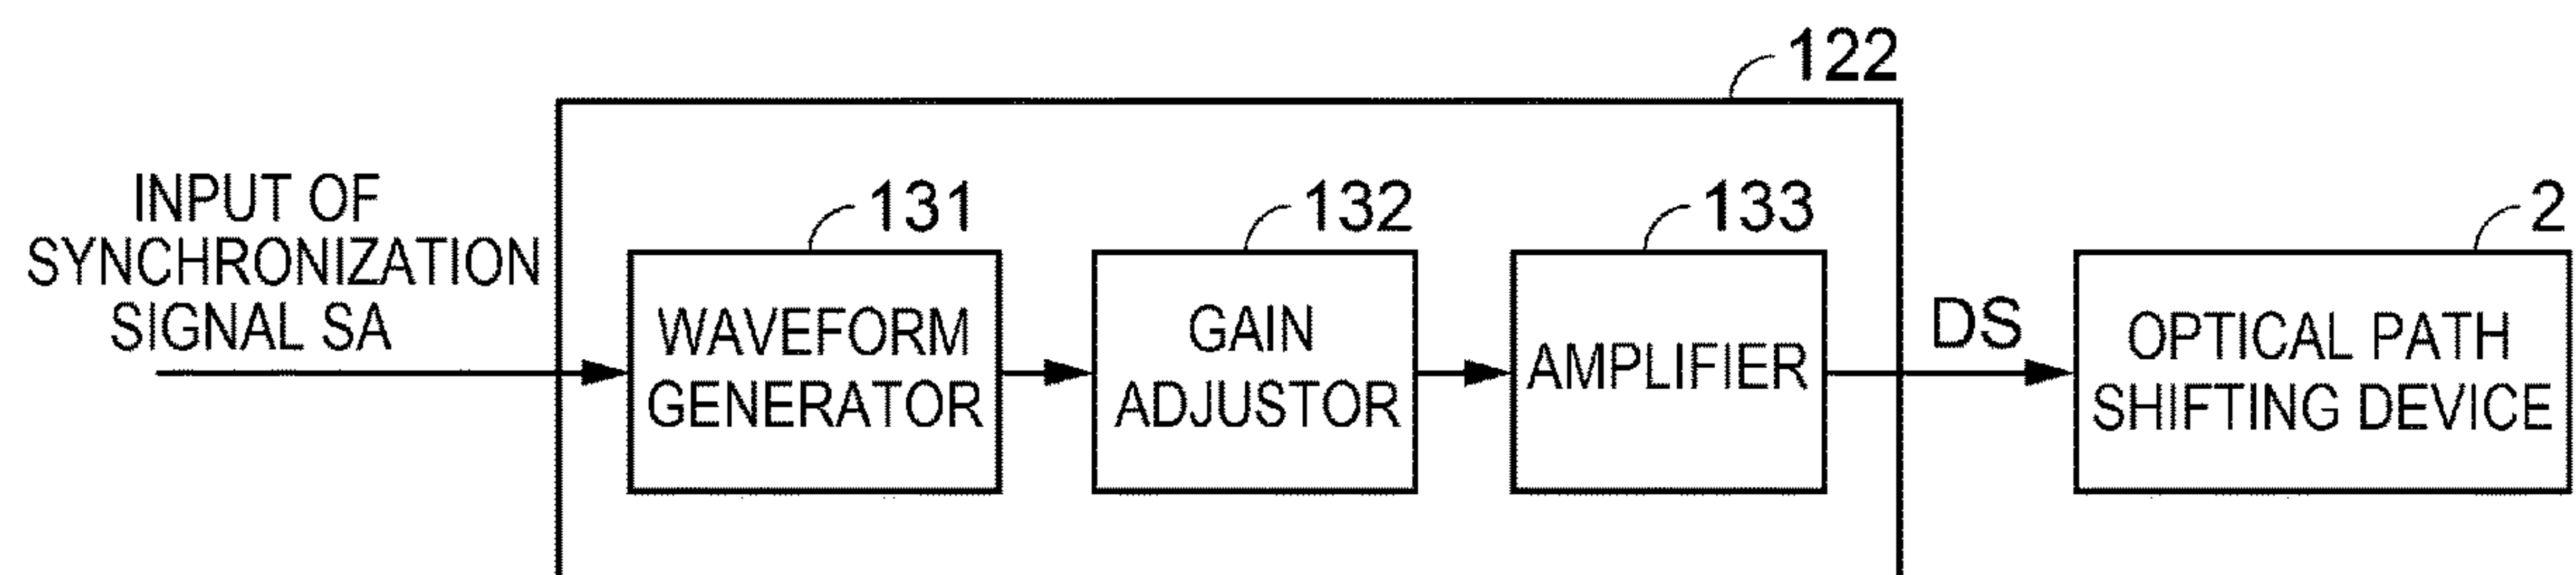 122
INPUT OF
SYNCHRONIZATION
SIGNAL SA
131
132
133
2
WAVEFORM
GENERATOR
GAIN
ADJUSTOR
AMPLIFIER
DS
OPTICAL PATH
SHIFTING DEVICE